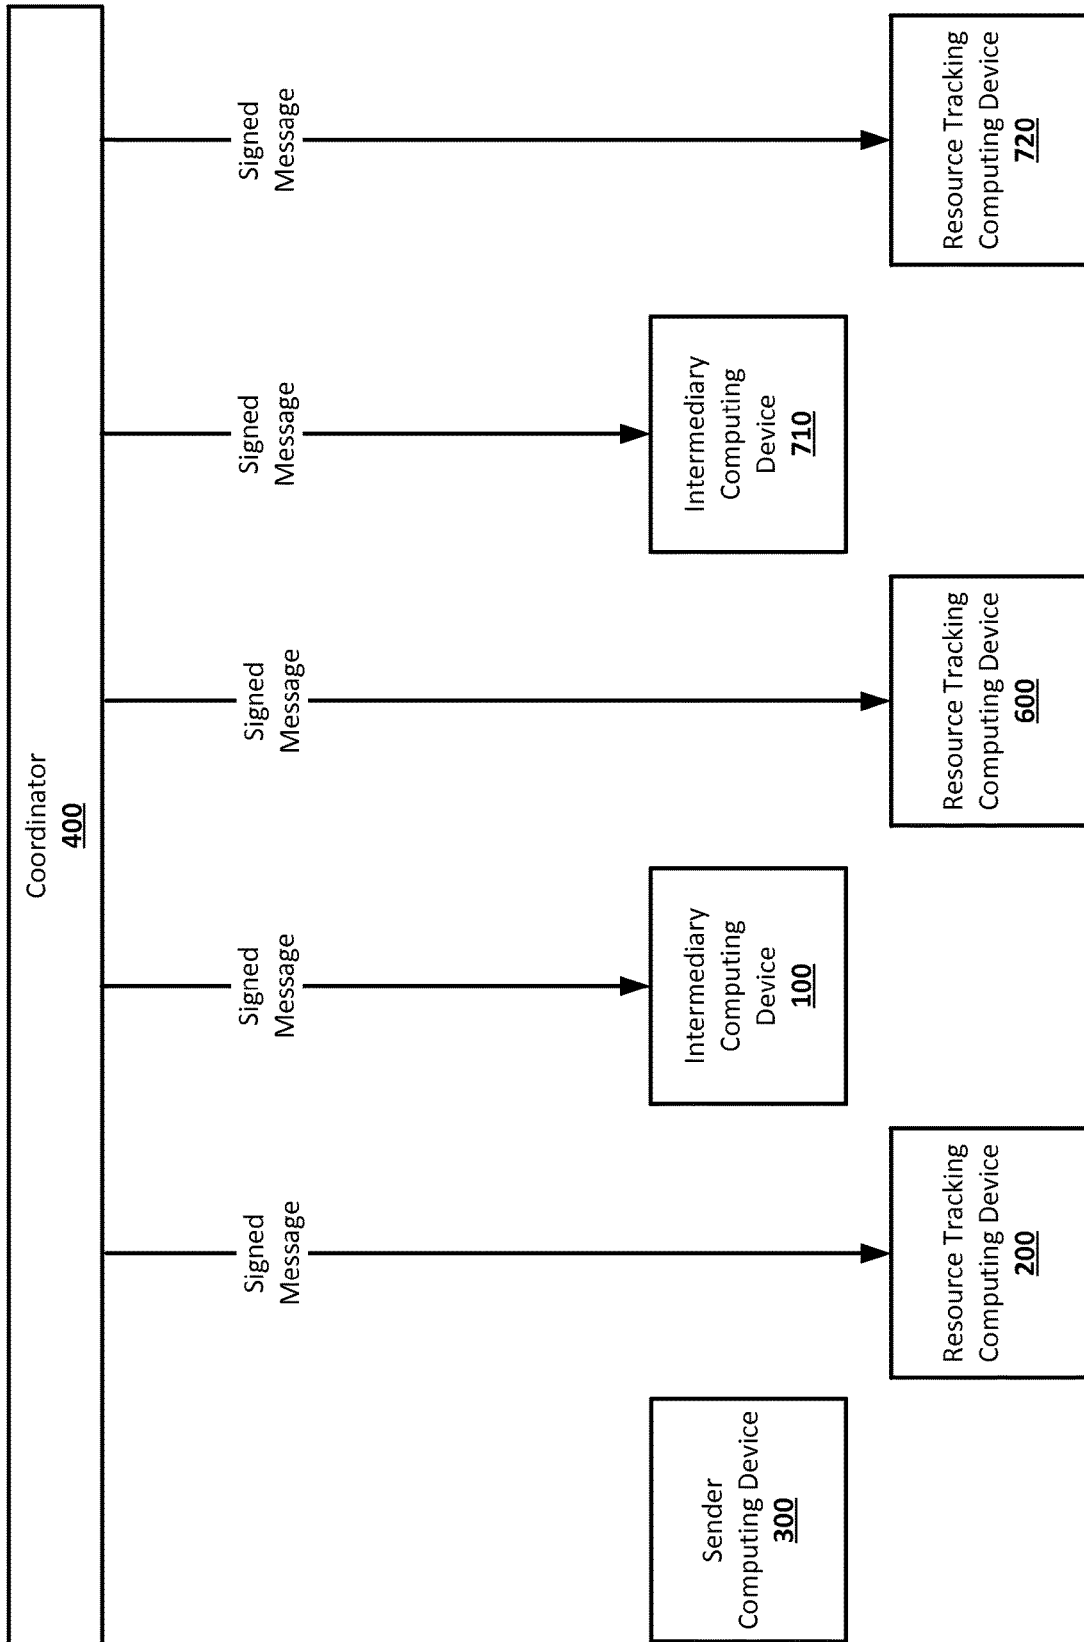 Coordinator
400
Signed
Message
Signed
Message
Signed
Message
Signed
Message
Signed
Message
Sender
Computing Device
300
Intermediary
Computing
Device
100
Intermediary
Computing
Device
710
Resource Tracking
Computing Device
200
Resource Tracking
Computing Device
600
Resource Tracking
Computing Device
720